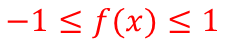 −1 ≤ f(x) ≤ 1